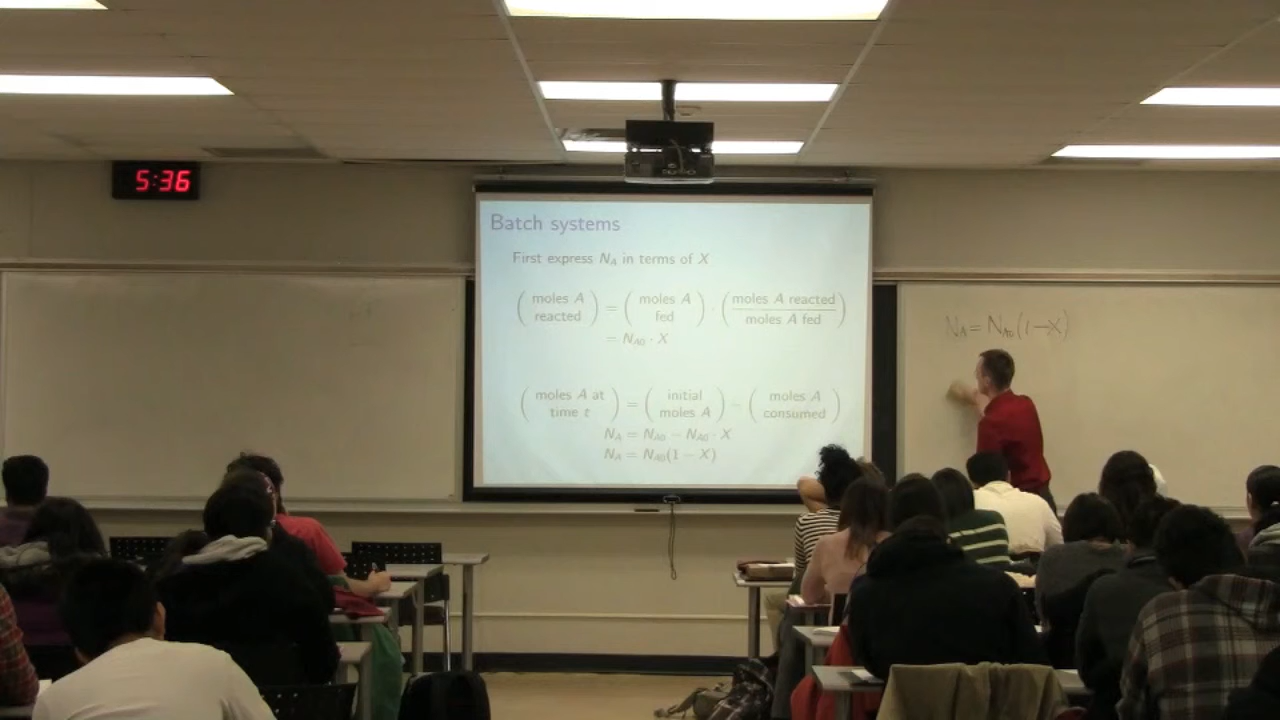 5:36
Batch systems
First express N_A in terms of X
( moles A reacted ) = ( moles A fed ) · ( moles A reacted / moles A fed )
= N_A0 · X
( moles A at time t ) = ( initial moles A ) − ( moles A consumed )
N_A = N_A0 − N_A0 · X
N_A = N_A0(1 − X)
N_A = N_A0(1−X)